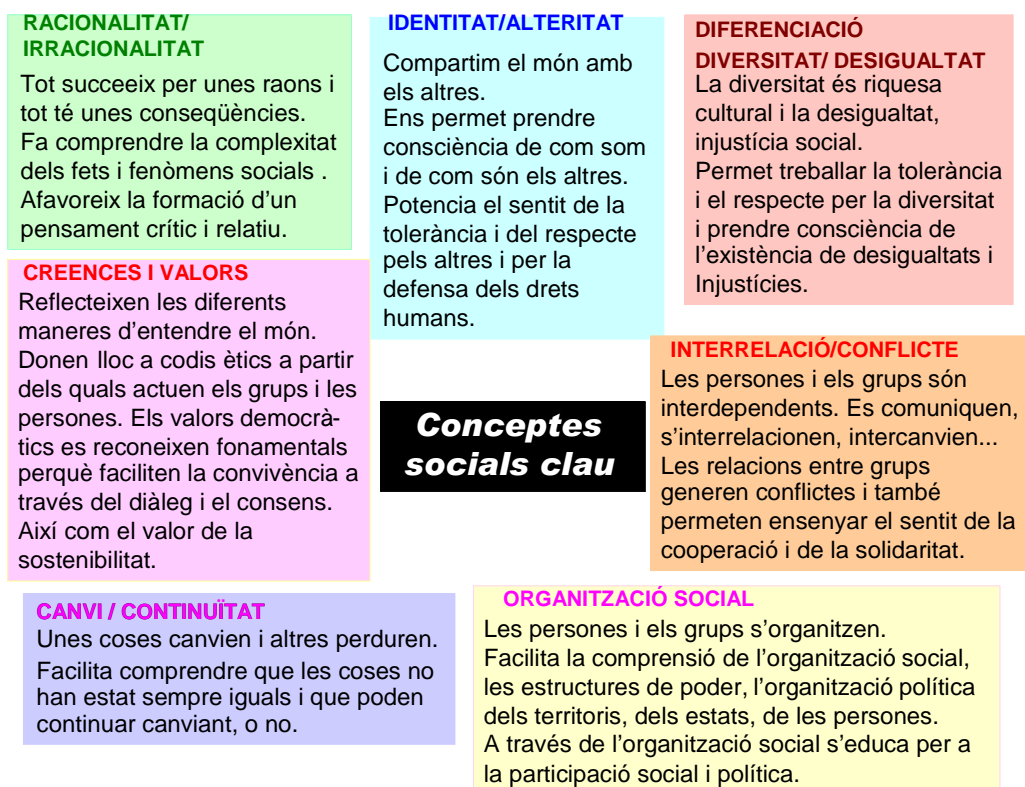 RACIONALITAT/
IRRACIONALITAT
Tot succeeix per unes raons i
tot té unes conseqüències.
Fa comprendre la complexitat
dels fets i fenòmens socials .
Afavoreix la formació d’un
pensament crític i relatiu.
IDENTITAT/ALTERITAT
Compartim el món amb
els altres.
Ens permet prendre
consciència de com som
i de com són els altres.
Potencia el sentit de la
tolerància i del respecte
pels altres i per la
defensa dels drets
humans.
DIFERENCIACIÓ
DIVERSITAT/ DESIGUALTAT
La diversitat és riquesa
cultural i la desigualtat,
injustícia social.
Permet treballar la tolerància
i el respecte per la diversitat
i prendre consciència de
l’existència de desigualtats i
Injustícies.
CREENCES I VALORS
Reflecteixen les diferents
maneres d’entendre el món.
Donen lloc a codis ètics a partir
dels quals actuen els grups i les
persones. Els valors democrà-
tics es reconeixen fonamentals
perquè faciliten la convivència a
través del diàleg i el consens.
Així com el valor de la
sostenibilitat.
Conceptes
socials clau
INTERRELACIÓ/CONFLICTE
Les persones i els grups són
interdependents. Es comuniquen,
s’interrelacionen, intercanvien...
Les relacions entre grups
generen conflictes i també
permeten ensenyar el sentit de la
cooperació i de la solidaritat.
CANVI / CONTINUÏTAT
Unes coses canvien i altres perduren.
Facilita comprendre que les coses no
han estat sempre iguals i que poden
continuar canviant, o no.
ORGANITZACIÓ SOCIAL
Les persones i els grups s’organitzen.
Facilita la comprensió de l’organització social,
les estructures de poder, l’organització política
dels territoris, dels estats, de les persones.
A través de l’organització social s’educa per a
la participació social i política.